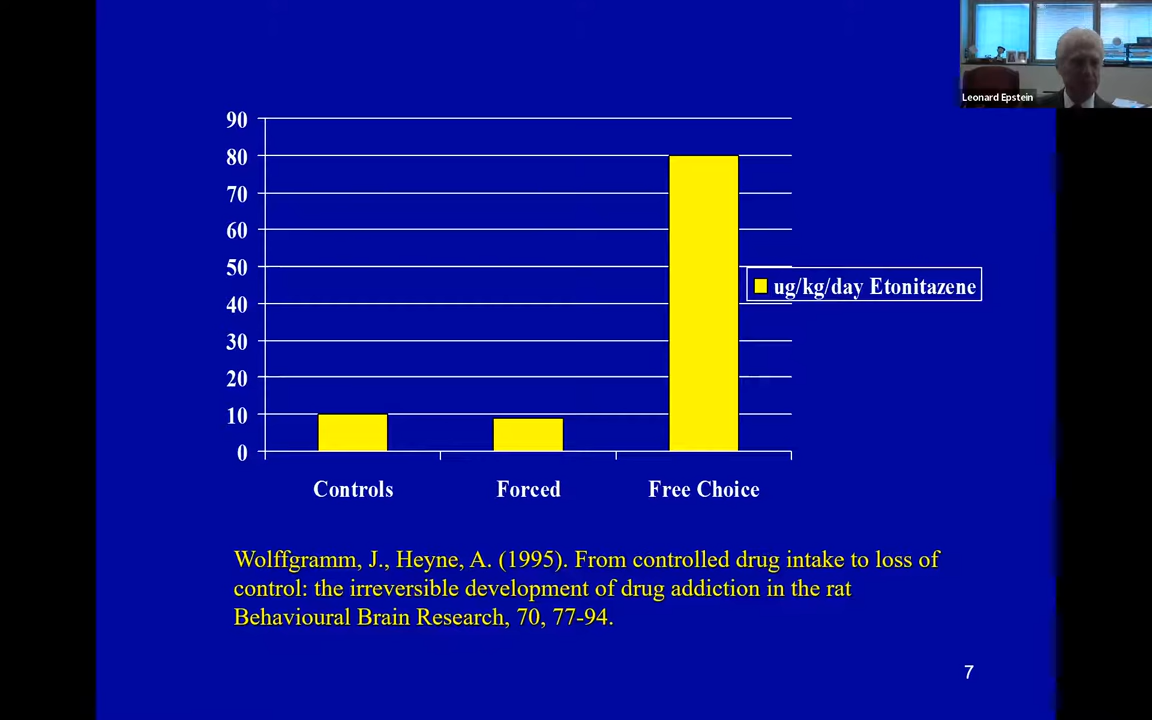 Leonard Epstein
90
80
70
60
50
40
30
20
10
0
ug/kg/day Etonitazene
Controls Forced Free Choice
Wolffgramm, J., Heyne, A. (1995). From controlled drug intake to loss of
control: the irreversible development of drug addiction in the rat
Behavioural Brain Research, 70, 77-94.
7